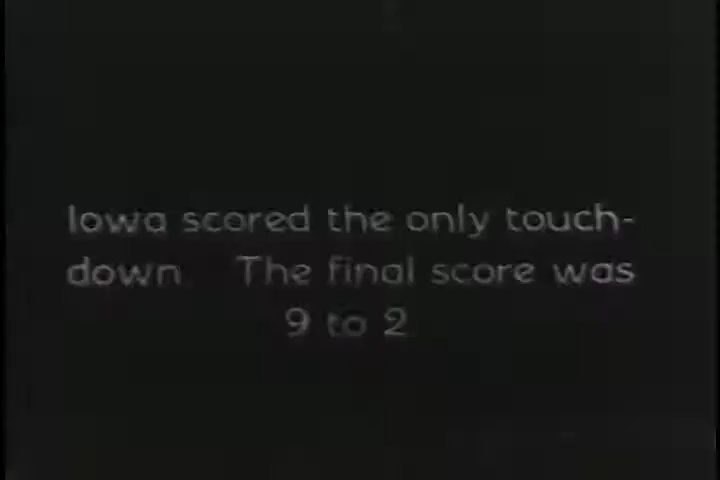 Iowa scored the only touch-
down   The final score was
9 to 2